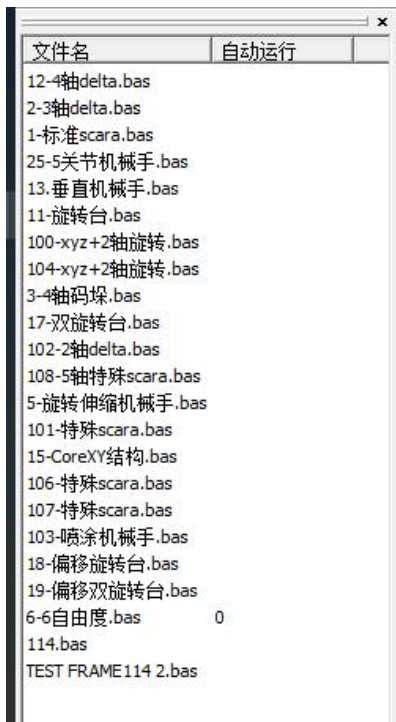 文件名 自动运行
12-4轴delta.bas
2-3轴delta.bas
1-标准scara.bas
25-5关节机械手.bas
13.垂直机械手.bas
11-旋转台.bas
100-xyz+2轴旋转.bas
104-xyz+2轴旋转.bas
3-4轴码垛.bas
17-双旋转台.bas
102-2轴delta.bas
108-5轴特殊scara.bas
5-旋转伸缩机械手.bas
101-特殊scara.bas
15-CoreXY结构.bas
106-特殊scara.bas
107-特殊scara.bas
103-喷涂机械手.bas
18-偏移旋转台.bas
19-偏移双旋转台.bas
6-6自由度.bas 0
114.bas
TEST FRAME114 2.bas